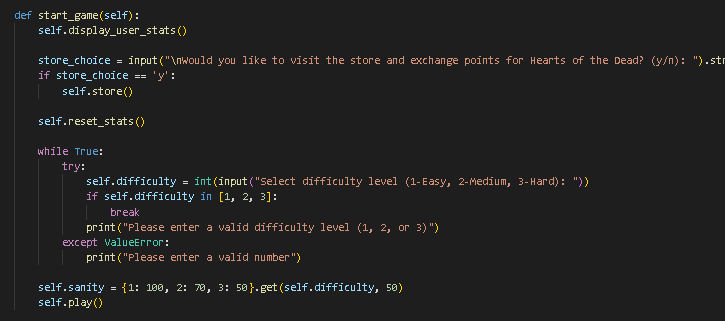 def start_game(self):
    self.display_user_stats()

    store_choice = input("\nWould you like to visit the store and exchange points for Hearts of the Dead? (y/n): ").str
    if store_choice == 'y':
        self.store()

    self.reset_stats()

    while True:
        try:
            self.difficulty = int(input("Select difficulty level (1-Easy, 2-Medium, 3-Hard): "))
            if self.difficulty in [1, 2, 3]:
                break
            print("Please enter a valid difficulty level (1, 2, or 3)")
        except ValueError:
            print("Please enter a valid number")

    self.sanity = {1: 100, 2: 70, 3: 50}.get(self.difficulty, 50)
    self.play()